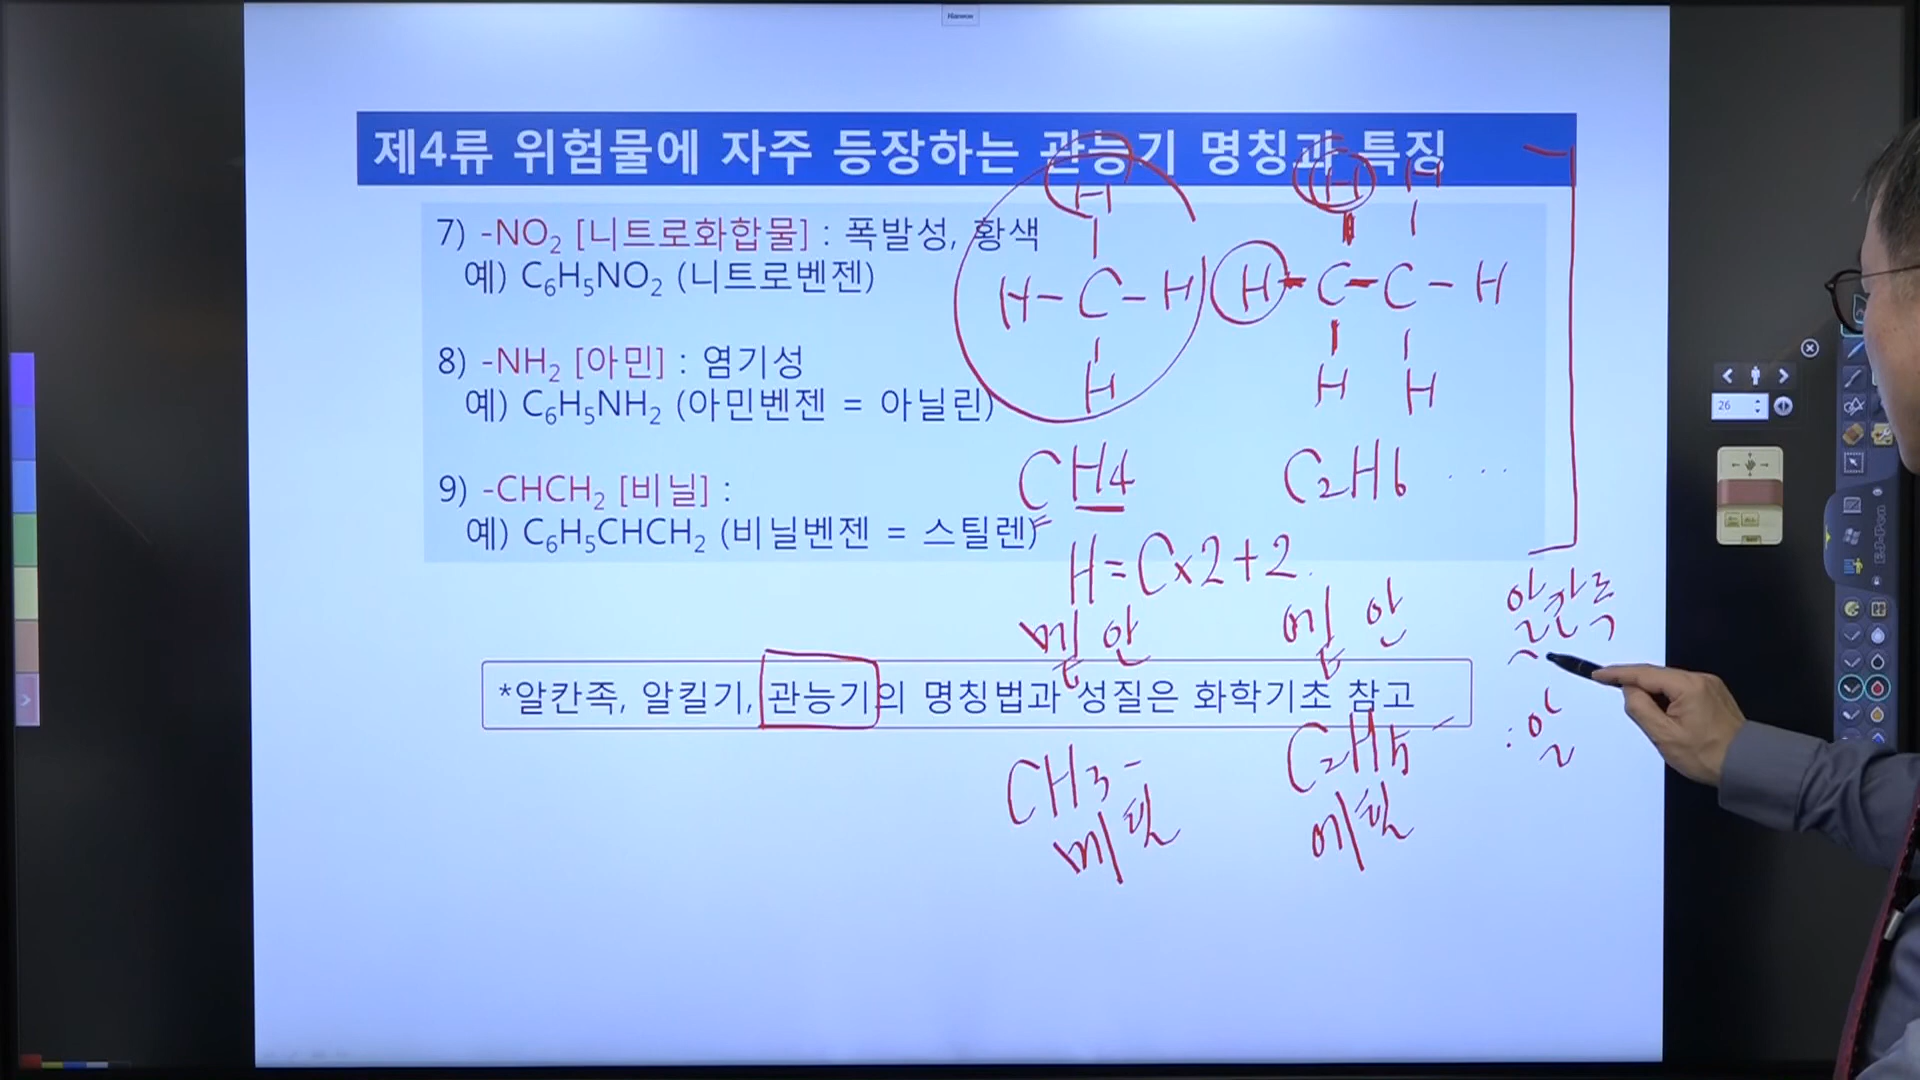 Hanwow
제4류 위험물에 자주 등장하는 관능기 명칭과 특징
7) -NO₂ [니트로화합물] : 폭발성, 황색
예) C₆H₅NO₂ (니트로벤젠)
8) -NH₂ [아민] : 염기성
예) C₆H₅NH₂ (아민벤젠 = 아닐린)
9) -CHCH₂ [비닐] :
예) C₆H₅CHCH₂ (비닐벤젠 = 스틸렌)
*알칸족, 알킬기, 관능기의 명칭법과 성질은 화학기초 참고
H
H-C-H
H
H H
H-C-C-H
H H
CH4
C2H6 ...
H=C×2+2
메탄
에탄
알칸족
: 알
CH3-
메틸
C2H5-
에틸
26